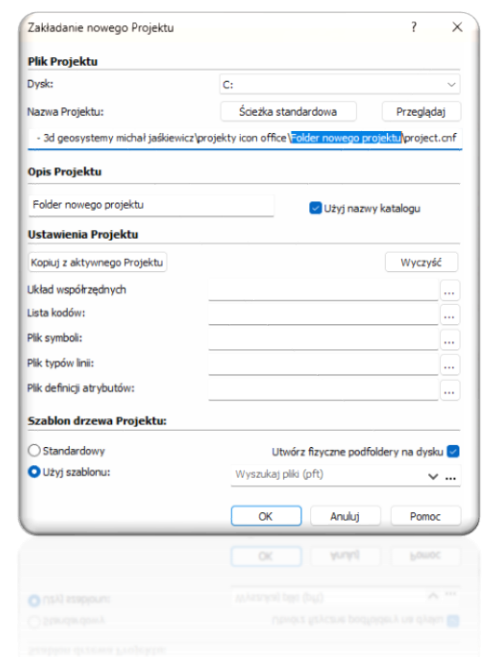 Zakładanie nowego Projektu ? ×
Plik Projektu
Dysk: C:
Nazwa Projektu: Ścieżka standardowa Przeglądaj
- 3d geosystemy michał jaśkiewicz\projekty icon office\Folder nowego projektu\project.cnf
Opis Projektu
Folder nowego projektu Użyj nazwy katalogu
Ustawienia Projektu
Kopiuj z aktywnego Projektu Wyczyść
Układ współrzędnych ...
Lista kodów: ...
Plik symboli: ...
Plik typów linii: ...
Plik definicji atrybutów: ...
Szablon drzewa Projektu:
Standardowy Utwórz fizyczne podfoldery na dysku
Użyj szablonu: Wyszukaj pliki (pft) ...
OK Anuluj Pomoc